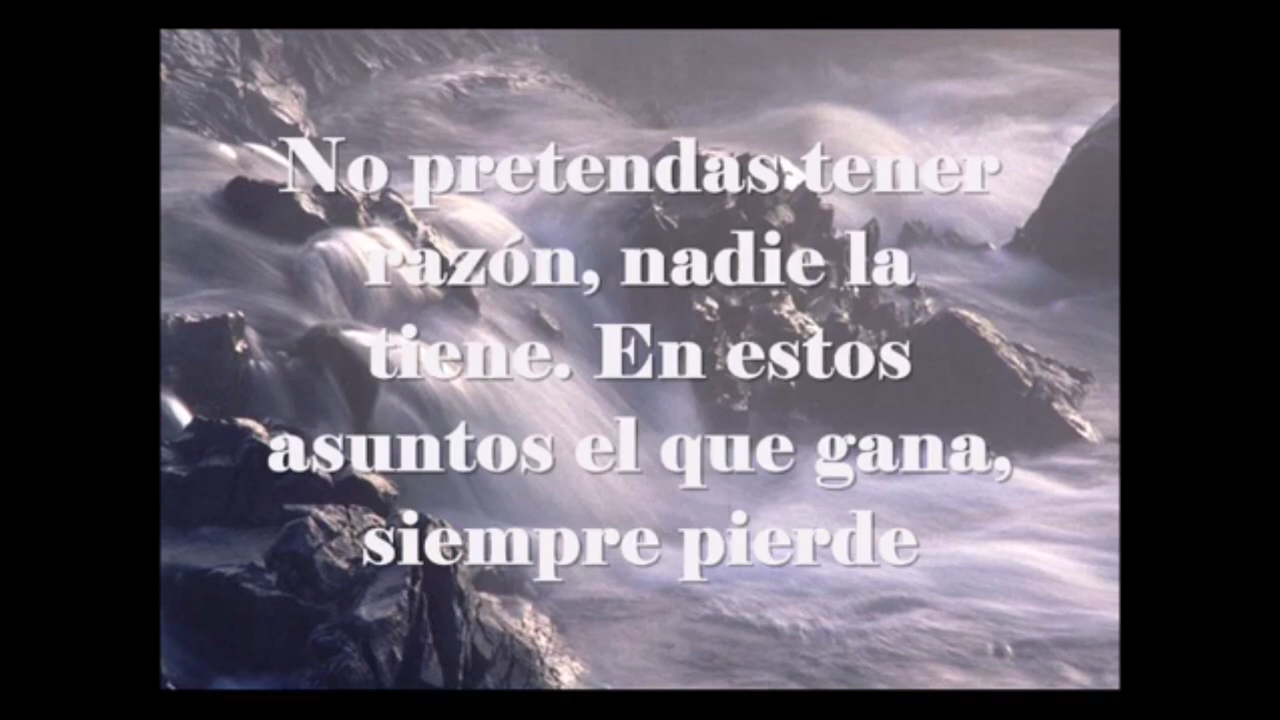 No pretendas tener
razón, nadie la
tiene. En estos
asuntos el que gana,
siempre pierde